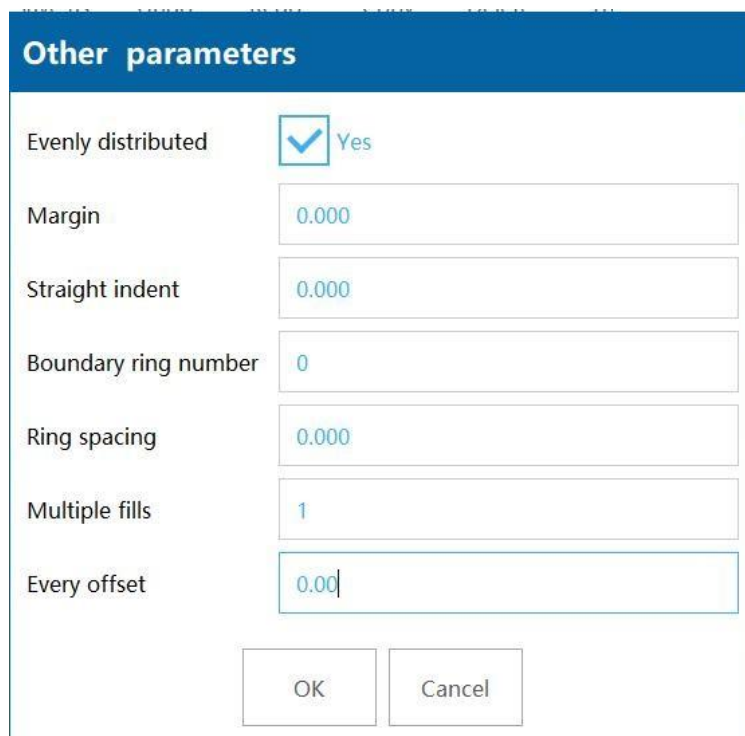 Other parameters
Evenly distributed Yes
Margin 0.000
Straight indent 0.000
Boundary ring number 0
Ring spacing 0.000
Multiple fills 1
Every offset 0.00
OK Cancel